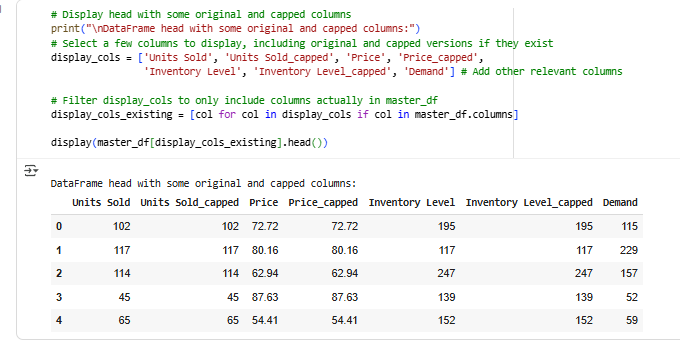 # Display head with some original and capped columns
print("\nDataFrame head with some original and capped columns:")
# Select a few columns to display, including original and capped versions if they exist
display_cols = ['Units Sold', 'Units Sold_capped', 'Price', 'Price_capped',
'Inventory Level', 'Inventory Level_capped', 'Demand'] # Add other relevant columns
# Filter display_cols to only include columns actually in master_df
display_cols_existing = [col for col in display_cols if col in master_df.columns]
display(master_df[display_cols_existing].head())
DataFrame head with some original and capped columns:
Units Sold Units Sold_capped Price Price_capped Inventory Level Inventory Level_capped Demand
0 102 102 72.72 72.72 195 195 115
1 117 117 80.16 80.16 117 117 229
2 114 114 62.94 62.94 247 247 157
3 45 45 87.63 87.63 139 139 52
4 65 65 54.41 54.41 152 152 59